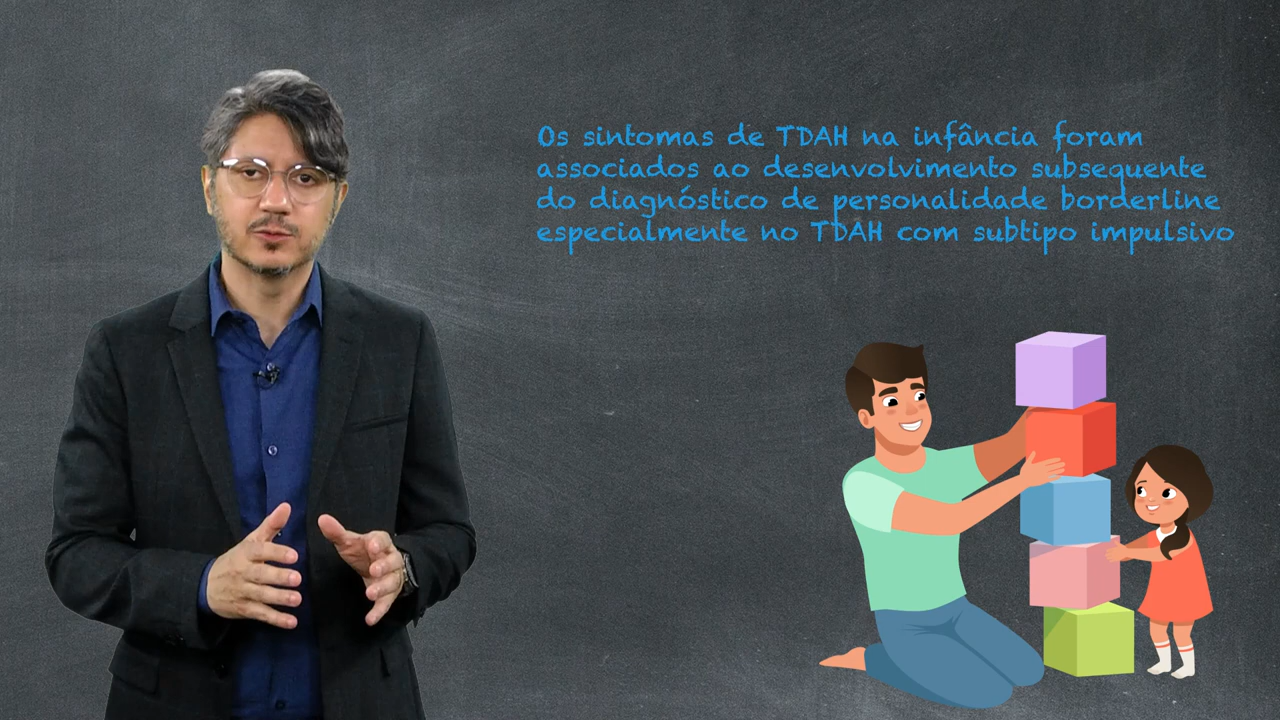 Os sintomas de TDAH na infância foram
associados ao desenvolvimento subsequente
do diagnóstico de personalidade borderline
especialmente no TDAH com subtipo impulsivo